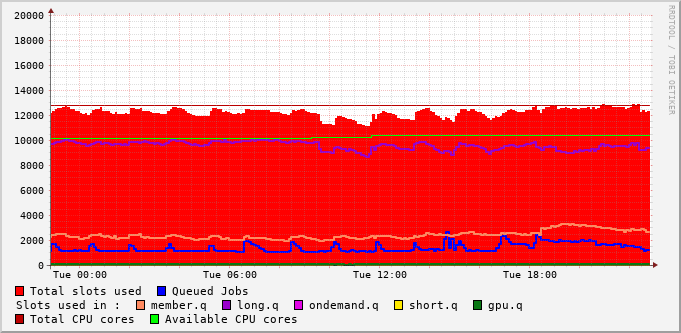 RRDTOOL / TOBI OETIKER
20000
18000
16000
14000
12000
10000
8000
6000
4000
2000
0
Tue 00:00 Tue 06:00 Tue 12:00 Tue 18:00
Total slots used Queued Jobs
Slots used in : member.q long.q ondemand.q short.q gpu.q
Total CPU cores Available CPU cores